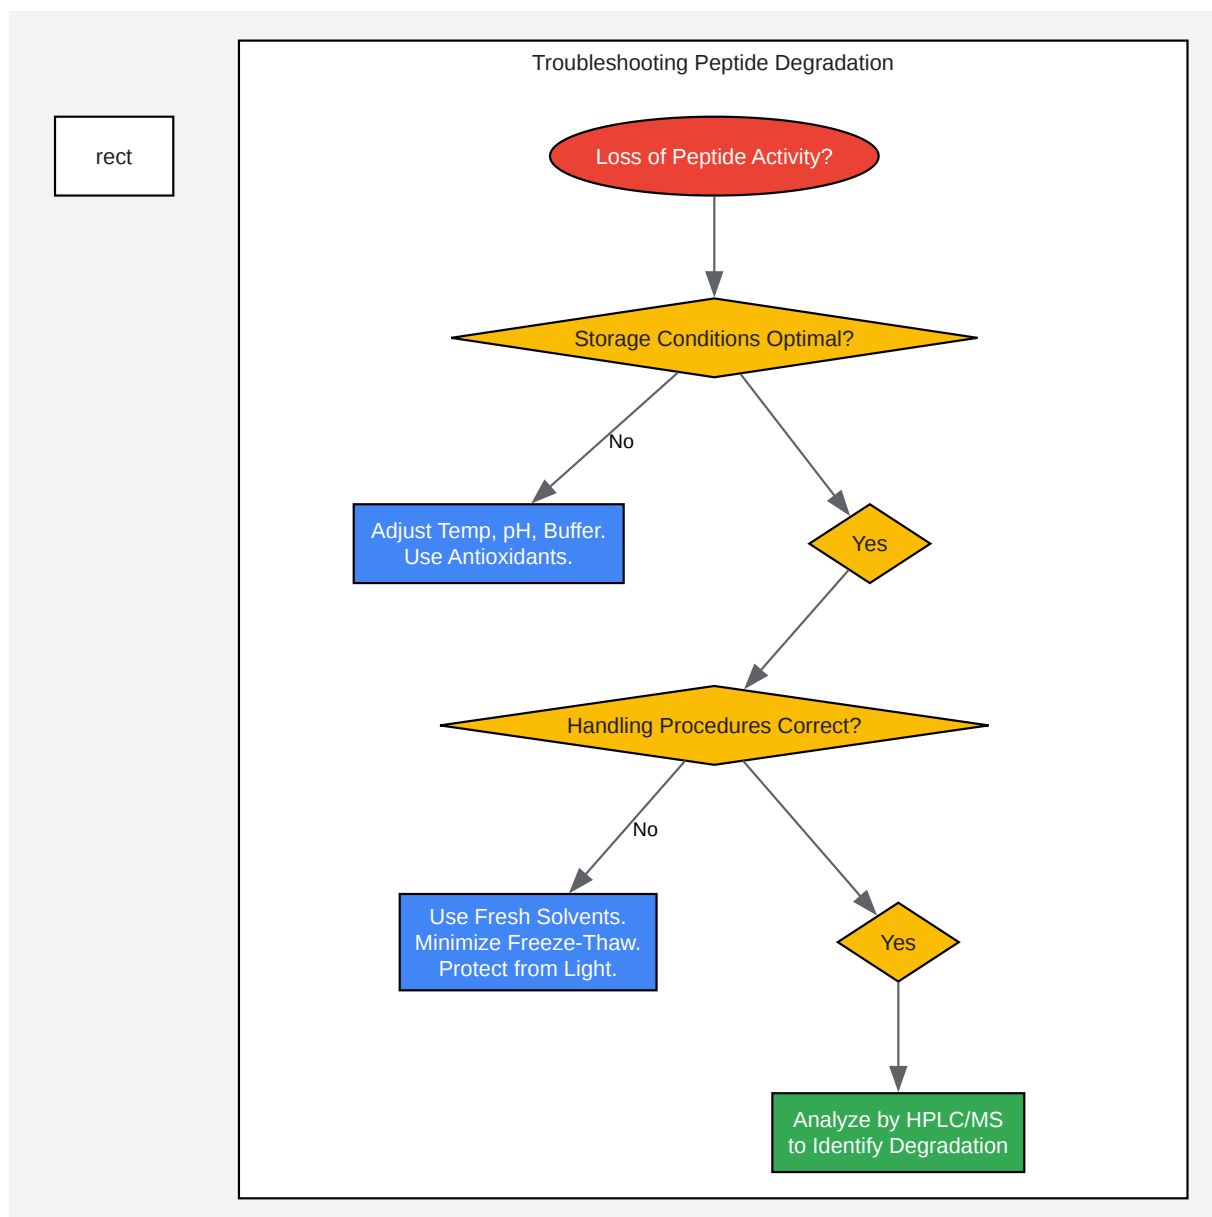 Troubleshooting Peptide Degradation
rect
Loss of Peptide Activity?
Storage Conditions Optimal?
No
Adjust Temp, pH, Buffer.
Use Antioxidants.
Yes
Handling Procedures Correct?
No
Use Fresh Solvents.
Minimize Freeze-Thaw.
Protect from Light.
Yes
Analyze by HPLC/MS
to Identify Degradation